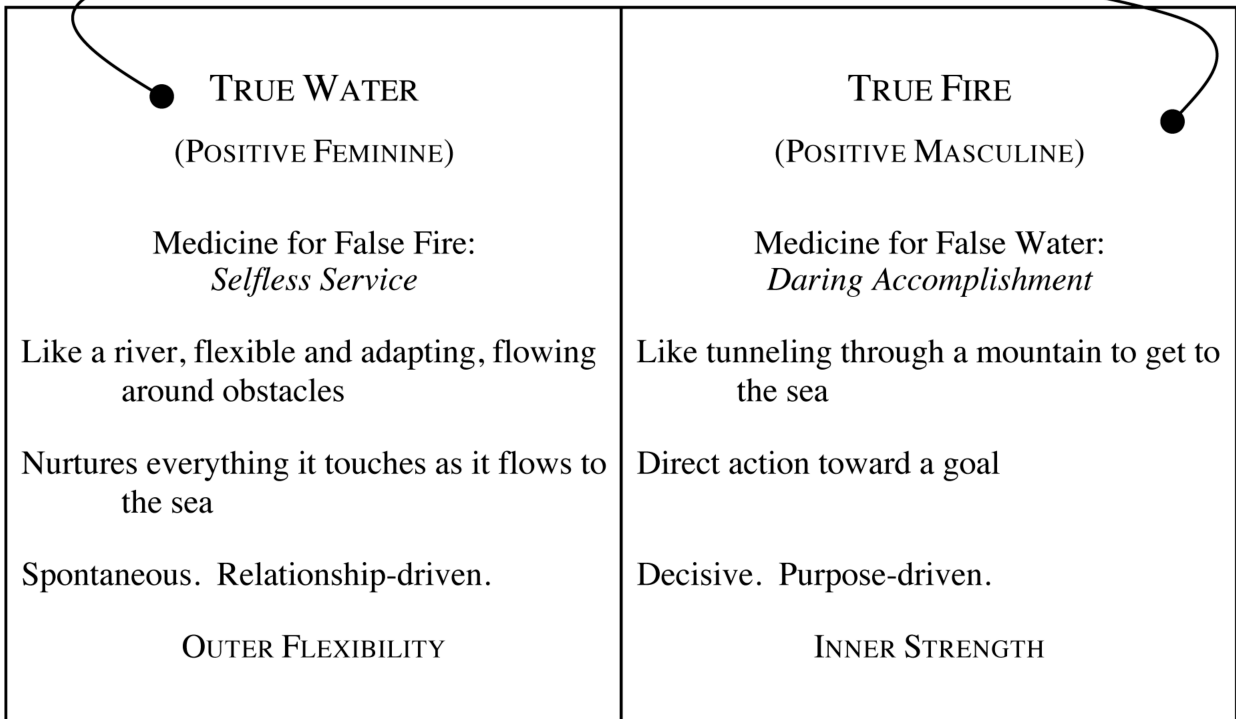 TRUE WATER
(POSITIVE FEMININE)
Medicine for False Fire:
Selfless Service
Like a river, flexible and adapting, flowing
around obstacles
Nurtures everything it touches as it flows to
the sea
Spontaneous.  Relationship-driven.
OUTER FLEXIBILITY
TRUE FIRE
(POSITIVE MASCULINE)
Medicine for False Water:
Daring Accomplishment
Like tunneling through a mountain to get to
the sea
Direct action toward a goal
Decisive.  Purpose-driven.
INNER STRENGTH